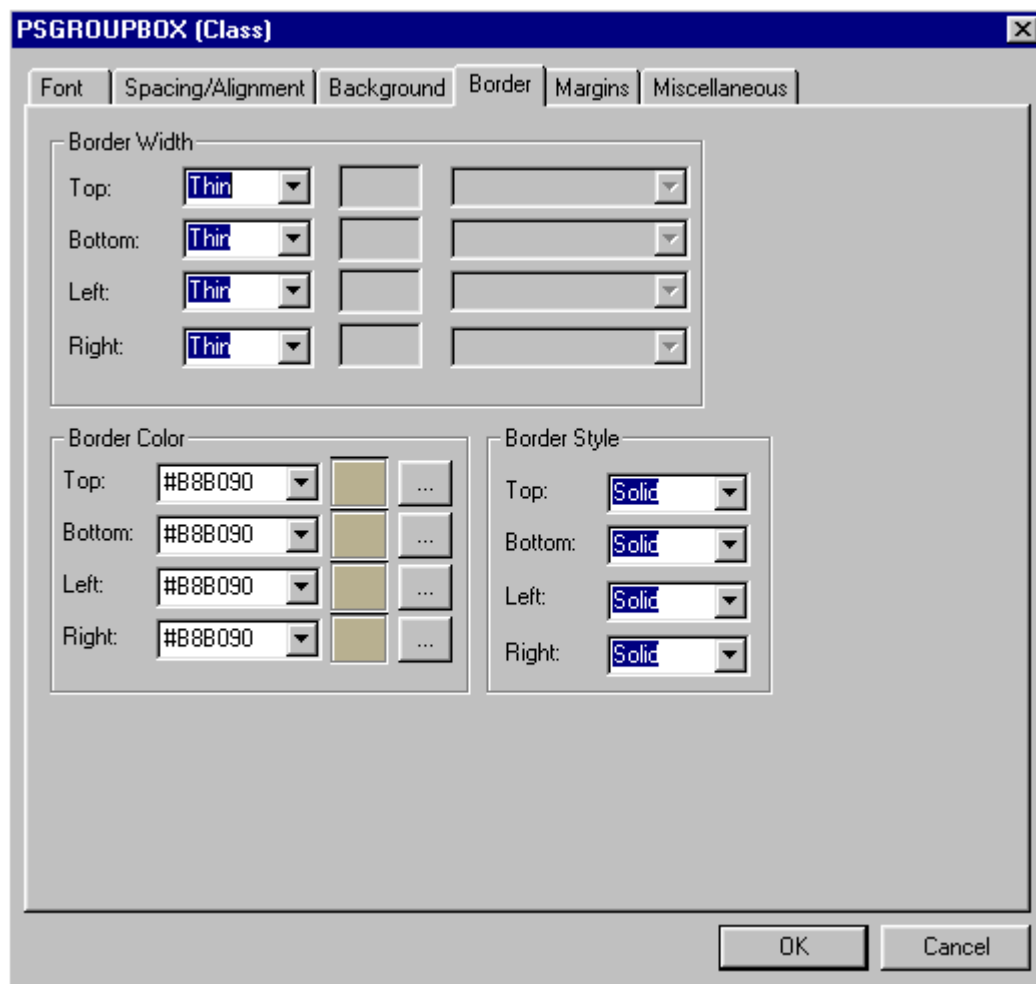 PSGROUPBOX (Class)
Font Spacing/Alignment Background Border Margins Miscellaneous
Border Width
Top: Thin
Bottom: Thin
Left: Thin
Right: Thin
Border Color
Top: #B8B090 ...
Bottom: #B8B090 ...
Left: #B8B090 ...
Right: #B8B090 ...
Border Style
Top: Solid
Bottom: Solid
Left: Solid
Right: Solid
OK Cancel